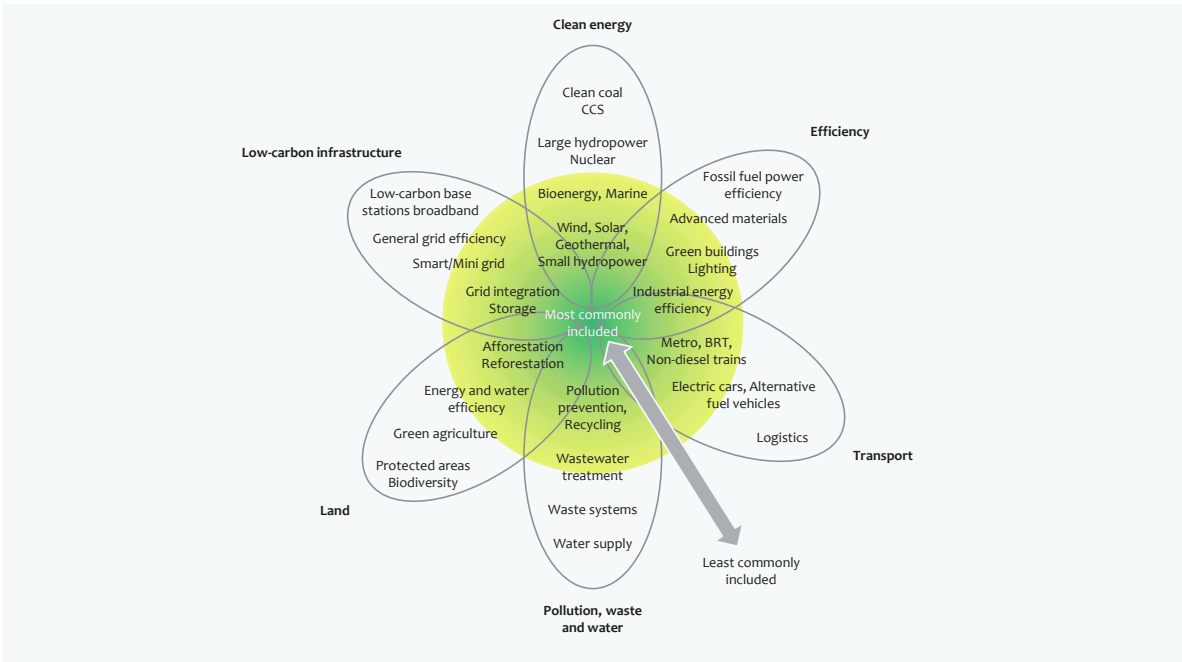 Clean energy
Clean coal
CCS
Large hydropower
Nuclear
Bioenergy, Marine
Wind, Solar,
Geothermal,
Small hydropower
Efficiency
Fossil fuel power
efficiency
Advanced materials
Green buildings
Lighting
Industrial energy
efficiency
Low-carbon infrastructure
Low-carbon base
stations broadband
General grid efficiency
Smart/Mini grid
Grid integration
Storage
Most commonly
included
Metro, BRT,
Non-diesel trains
Electric cars, Alternative
fuel vehicles
Logistics
Transport
Afforestation
Reforestation
Energy and water
efficiency
Green agriculture
Protected areas
Biodiversity
Land
Pollution
prevention,
Recycling
Wastewater
treatment
Waste systems
Water supply
Pollution, waste
and water
Least commonly
included